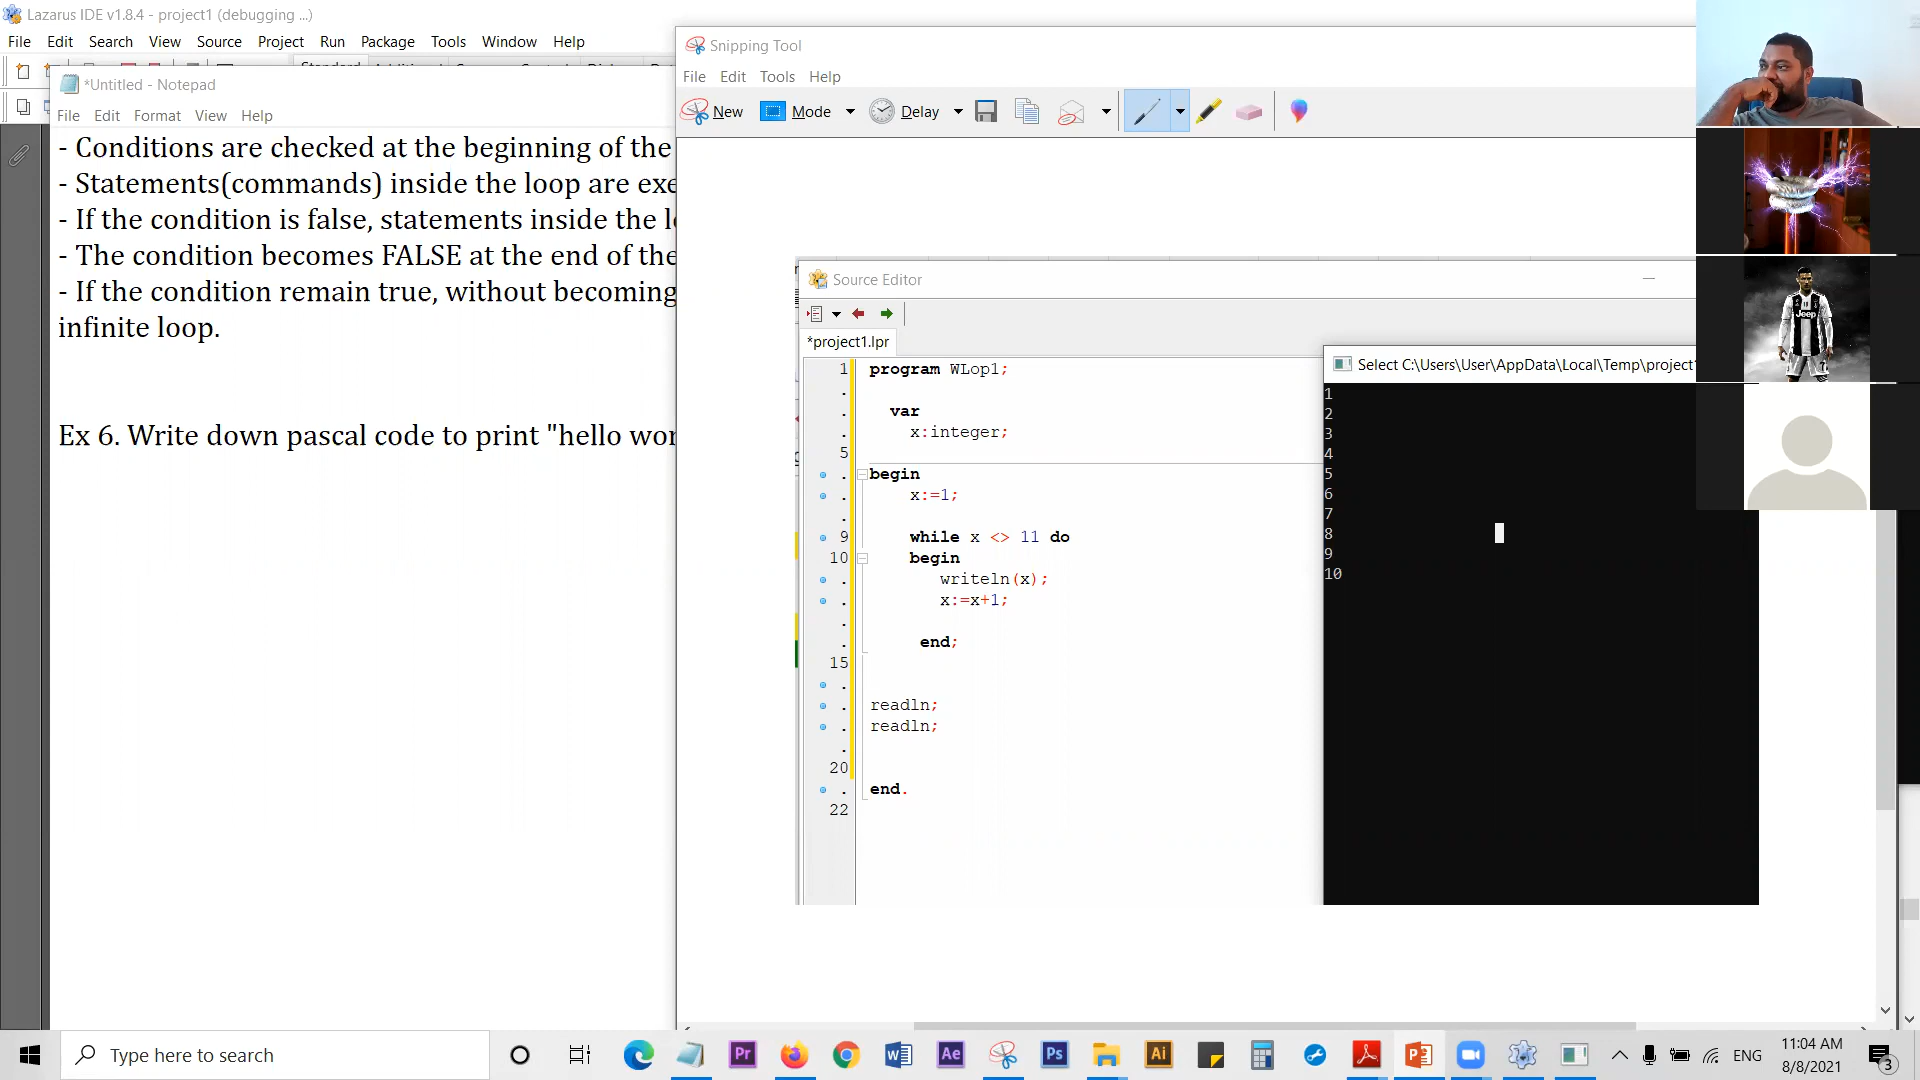 Lazarus IDE v1.8.4 - project1 (debugging ...)
File Edit Search View Source Project Run Package Tools Window Help
*Untitled - Notepad
File Edit Format View Help
- Conditions are checked at the beginning of the
- Statements(commands) inside the loop are exe
- If the condition is false, statements inside the l
- The condition becomes FALSE at the end of the
- If the condition remain true, without becoming
infinite loop.
Ex 6. Write down pascal code to print "hello wor
Snipping Tool
File Edit Tools Help
New Mode Delay
Source Editor
*project1.lpr
1 program WLop1;
. var
. x:integer;
5
. begin
. x:=1;
9 while x <> 11 do
10 begin
. writeln(x);
. x:=x+1;
. end;
15
. readln;
. readln;
20
. end.
22
Select C:\Users\User\AppData\Local\Temp\project1
1
2
3
4
5
6
7
8
9
10
Jeep
Type here to search
Pr
Ae
Ps
Ai
ENG
11:04 AM
8/8/2021
3